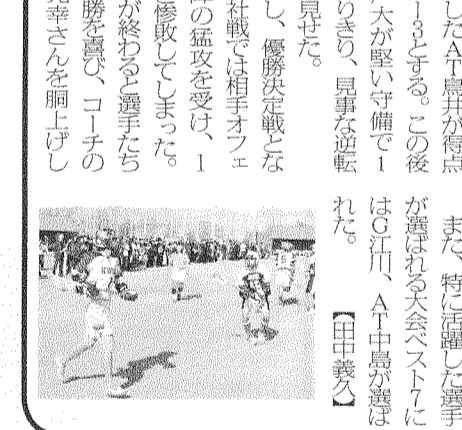 したAT鳥井が得点
13とする。この後
大が堅い守備で1
りきり、見事な逆転
見せた。
し、優勝決定戦とな
社戦では相手オフェ
の猛攻を受け、1
惨敗してしまった。
が終わると選手たち
勝を喜び、コーチの
幸さんを胴上げし
また、特に活躍した選手
が選ばれる大会ベスト7に
はG江川、AT中島が選ば
れた。
【田中義久】